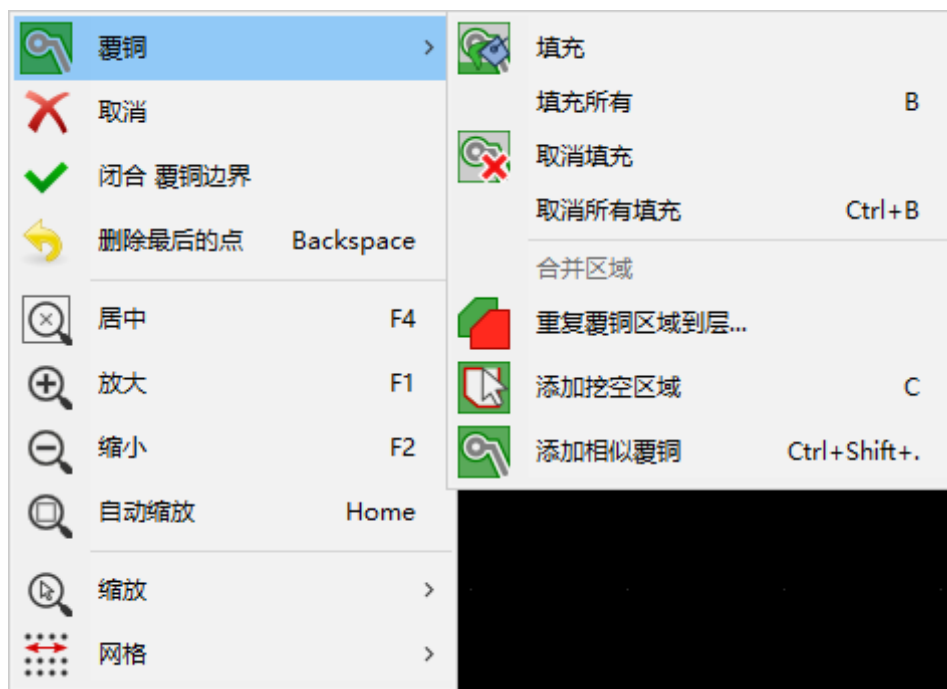 覆铜
取消
闭合 覆铜边界
删除最后的点 Backspace
居中 F4
放大 F1
缩小 F2
自动缩放 Home
缩放
网格
填充
填充所有 B
取消填充
取消所有填充 Ctrl+B
合并区域
重复覆铜区域到层...
添加挖空区域 C
添加相似覆铜 Ctrl+Shift+.